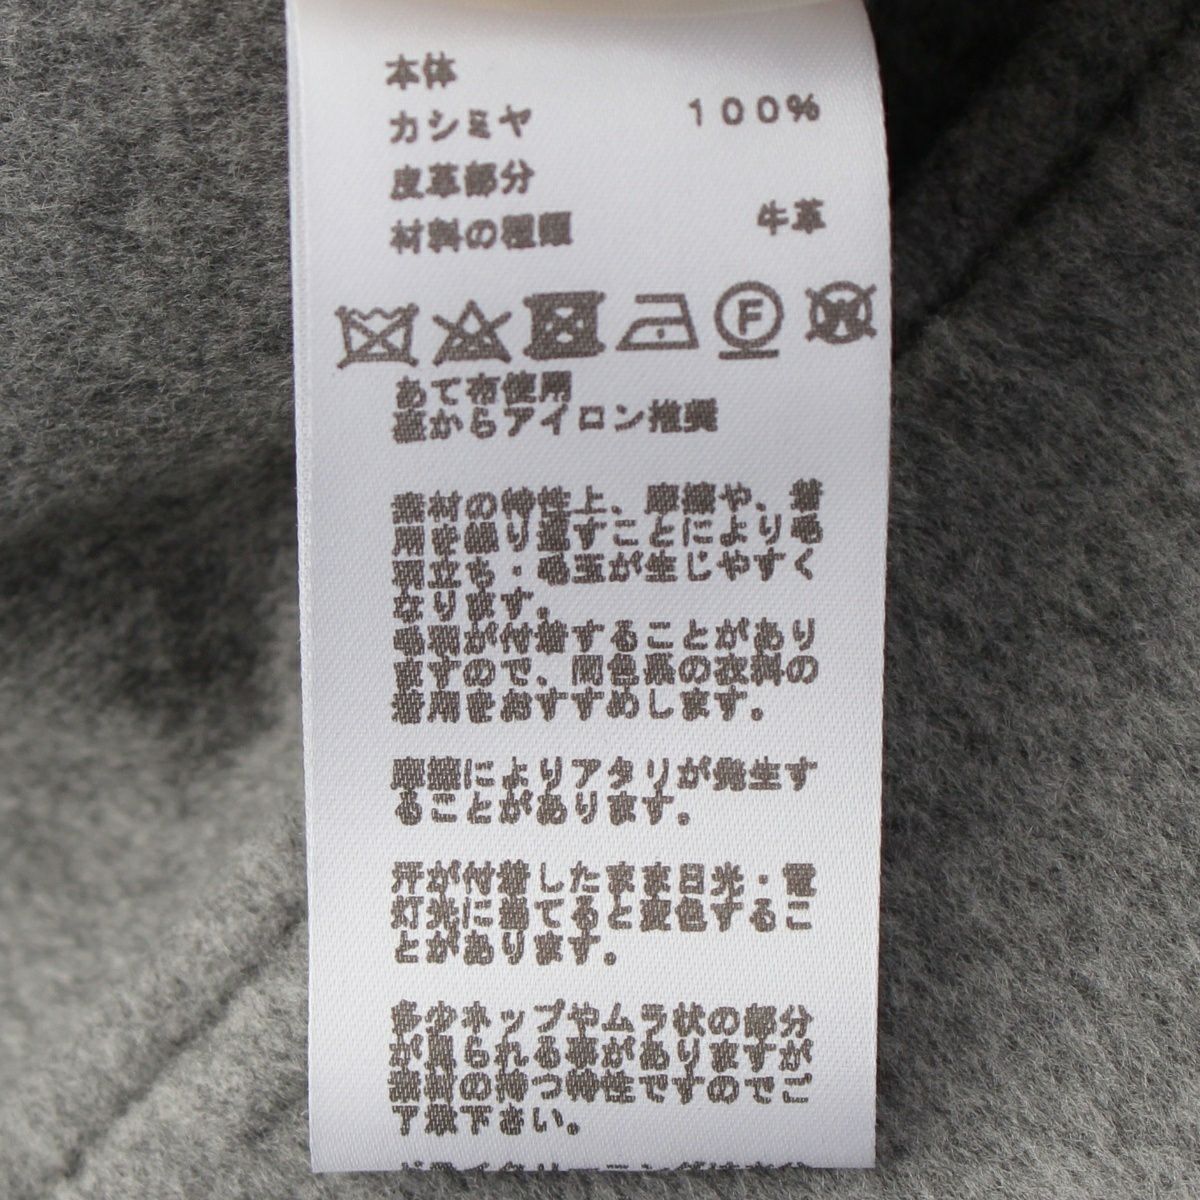 本体
カシミヤ 100%
皮革部分
材料の種類 牛革
F W
あて布使用
裏からアイロン推奨
素材の特性上、摩擦や、着
用を繰り返すことにより毛
羽立ち・毛玉が生じやすく
なります。
毛羽が付着することがあり
ますので、同色系の衣料の
着用をおすすめします。
摩擦によりアタリが発生す
ることがあります。
汗が付着したまま日光・電
灯光に当てると変色するこ
とがあります。
多少ネップやムラ状の部分
が見られる事がありますが
素材の持つ特性ですのでご
了承下さい。